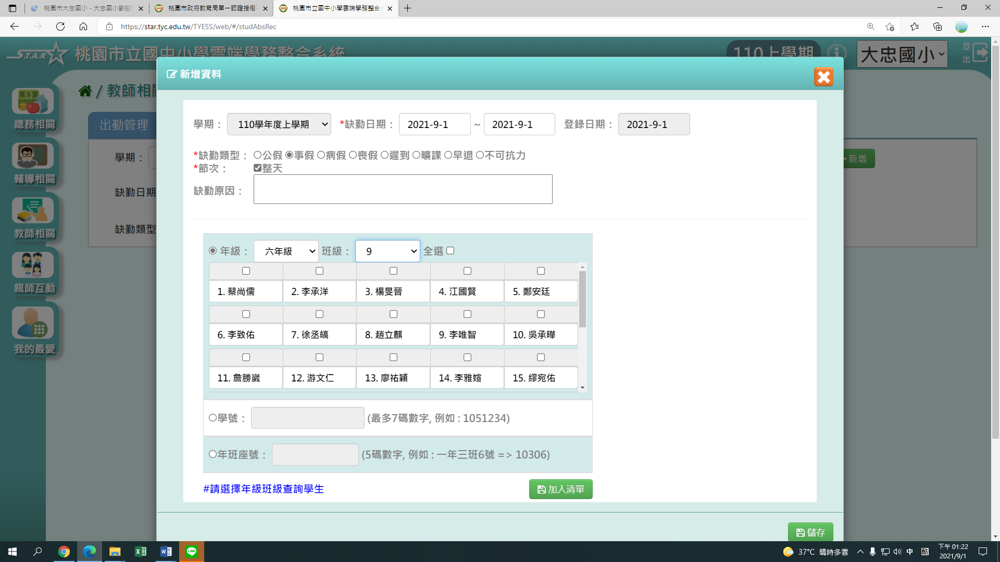 桃園市大忠國小 - 大忠國小歡迎
桃園市政府教育局單一認證授權
桃園市立國中小學雲端學務整合
https://star.tyc.edu.tw/TYESS/web/#/studAbsRec
S.T.A.R 桃園市立國中小學雲端學務整合系統
110上學期
大忠國小
登出
/ 教師相
總務相關
輔導相關
教師相關
親師互動
我的最愛
出勤管理
學期：
缺勤日期
缺勤類型
新增
新增資料
學期： 110學年度上學期 *缺勤日期： 2021-9-1 ~ 2021-9-1 登錄日期： 2021-9-1
*缺勤類型： 公假 事假 病假 喪假 遲到 曠課 早退 不可抗力
*節次： 整天
缺勤原因：
年級： 六年級 班級： 9 全選
1. 蔡尚儒 2. 李承洋 3. 楊旻晉 4. 江國賢 5. 鄭安廷
6. 李致佑 7. 徐丞皜 8. 趙立麒 9. 李唯智 10. 吳承曄
11. 詹勝崴 12. 游文仁 13. 廖祐穎 14. 李雅媗 15. 繆宛佑
學號： (最多7碼數字, 例如 : 1051234)
年班座號： (5碼數字, 例如 : 一年三班6號 => 10306)
#請選擇年級班級查詢學生
加入清單
儲存
37°C 晴時多雲
中
酷
下午 01:22
2021/9/1